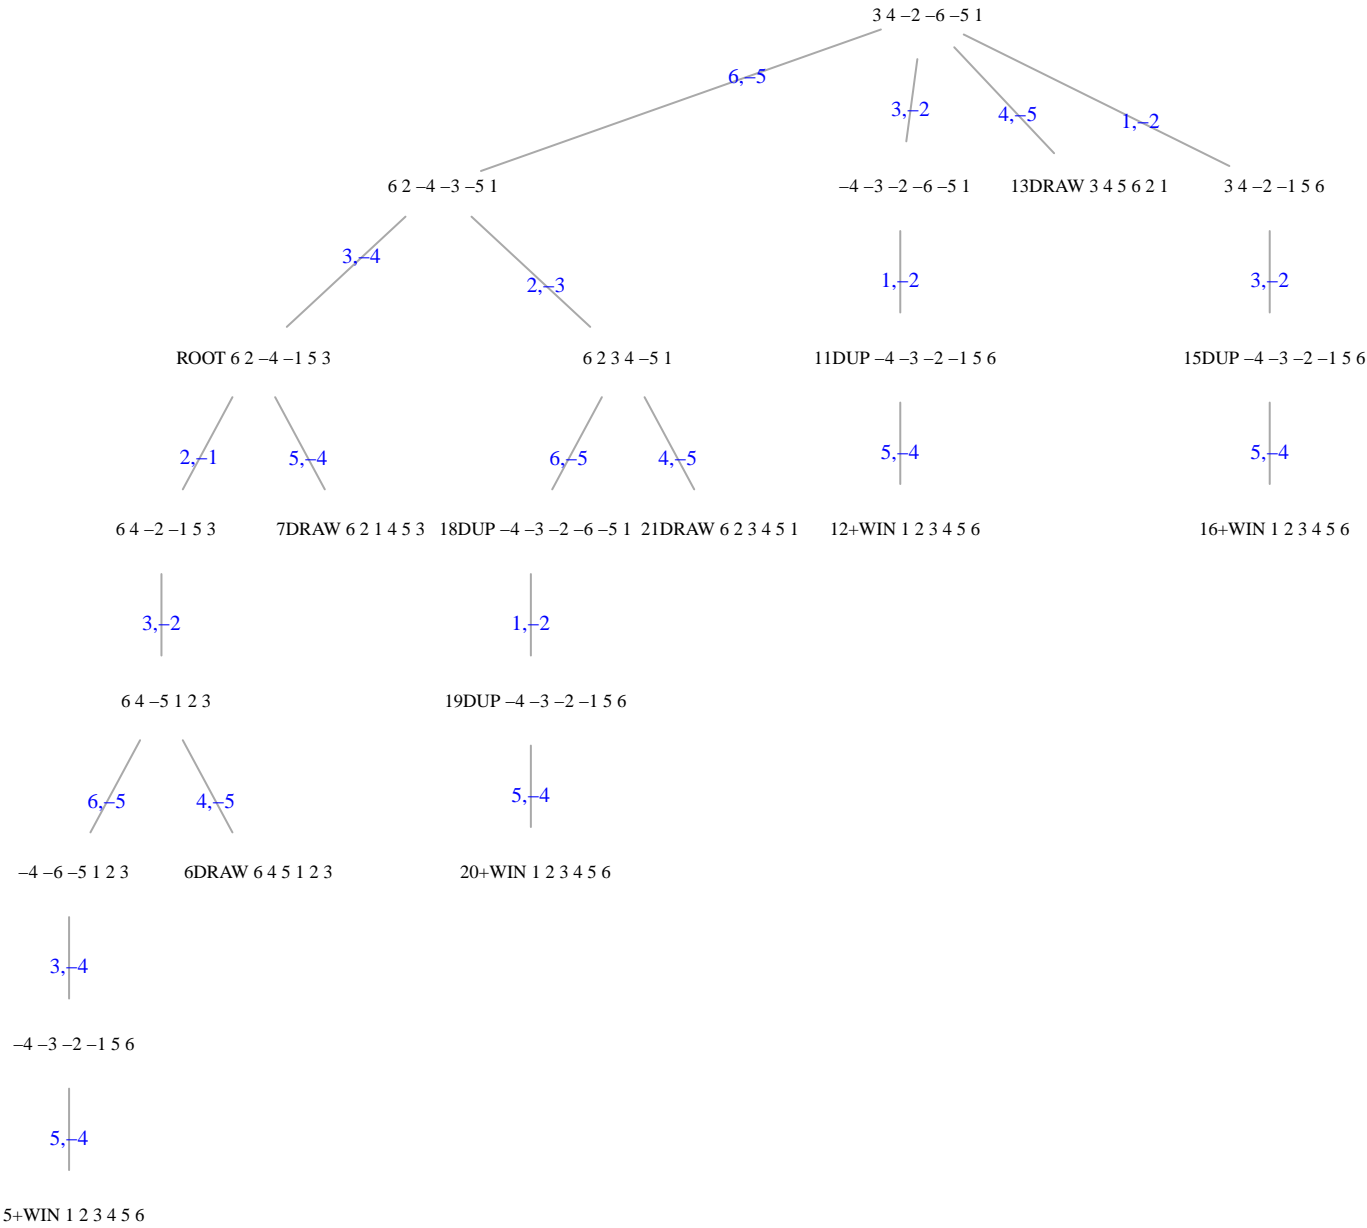 3 4 –2 –6 –5 1
6,–5
3,–2
4,–5
1,–2
6 2 –4 –3 –5 1
–4 –3 –2 –6 –5 1
13DRAW 3 4 5 6 2 1
3 4 –2 –1 5 6
3,–4
2,–3
1,–2
3,–2
ROOT 6 2 –4 –1 5 3
6 2 3 4 –5 1
11DUP –4 –3 –2 –1 5 6
15DUP –4 –3 –2 –1 5 6
2,–1
5,–4
6,–5
4,–5
5,–4
5,–4
6 4 –2 –1 5 3
7DRAW 6 2 1 4 5 3
18DUP –4 –3 –2 –6 –5 1
21DRAW 6 2 3 4 5 1
12+WIN 1 2 3 4 5 6
16+WIN 1 2 3 4 5 6
3,–2
1,–2
6 4 –5 1 2 3
19DUP –4 –3 –2 –1 5 6
6,–5
4,–5
5,–4
–4 –6 –5 1 2 3
6DRAW 6 4 5 1 2 3
20+WIN 1 2 3 4 5 6
3,–4
–4 –3 –2 –1 5 6
5,–4
5+WIN 1 2 3 4 5 6